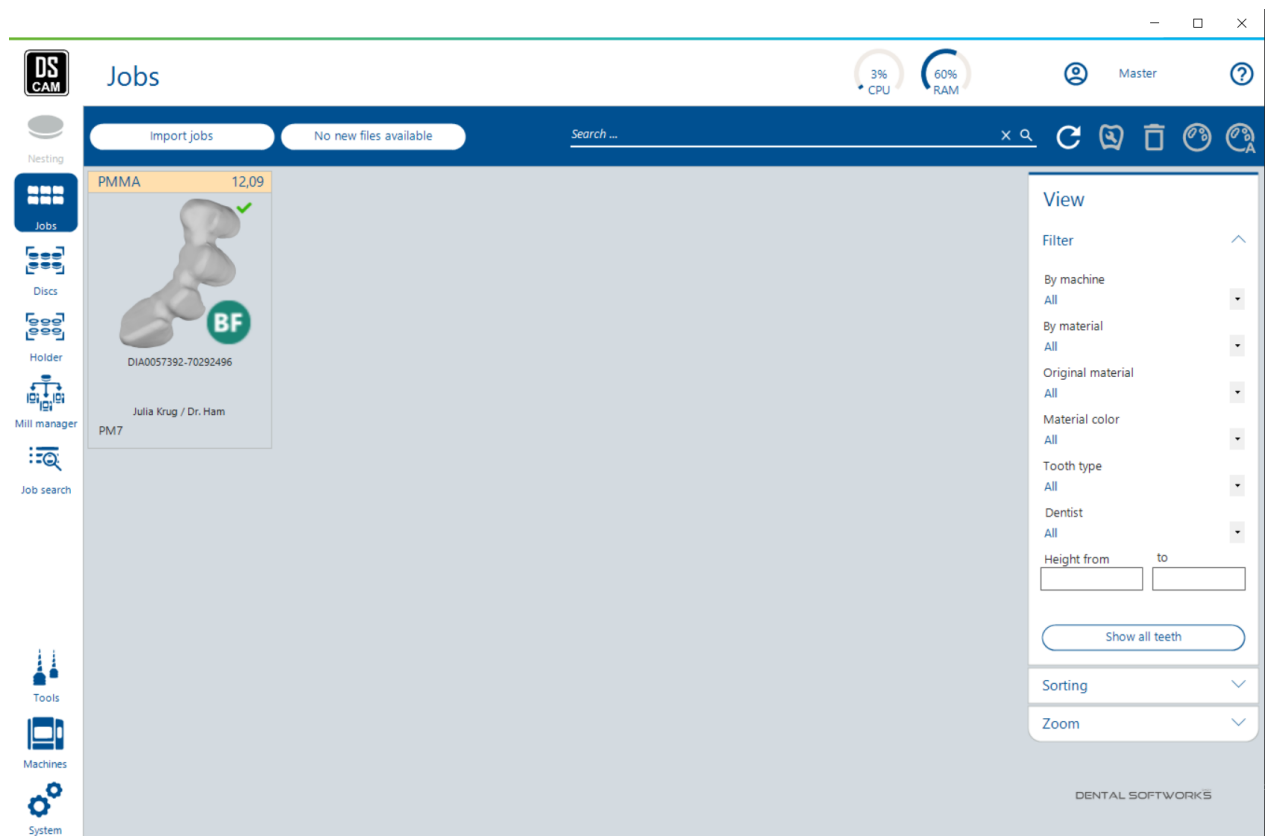 DS
CAM
Jobs
3%
CPU
60%
RAM
Master
?
Nesting
Jobs
Discs
Holder
Mill manager
Job search
Tools
Machines
System
Import jobs
No new files available
Search ...
A
PMMA 12,09
BF
DIA0057392-70292496
Julia Krug / Dr. Ham
PM7
View
Filter
By machine
All
By material
All
Original material
All
Material color
All
Tooth type
All
Dentist
All
Height from to
Show all teeth
Sorting
Zoom
DENTAL SOFTWORKS